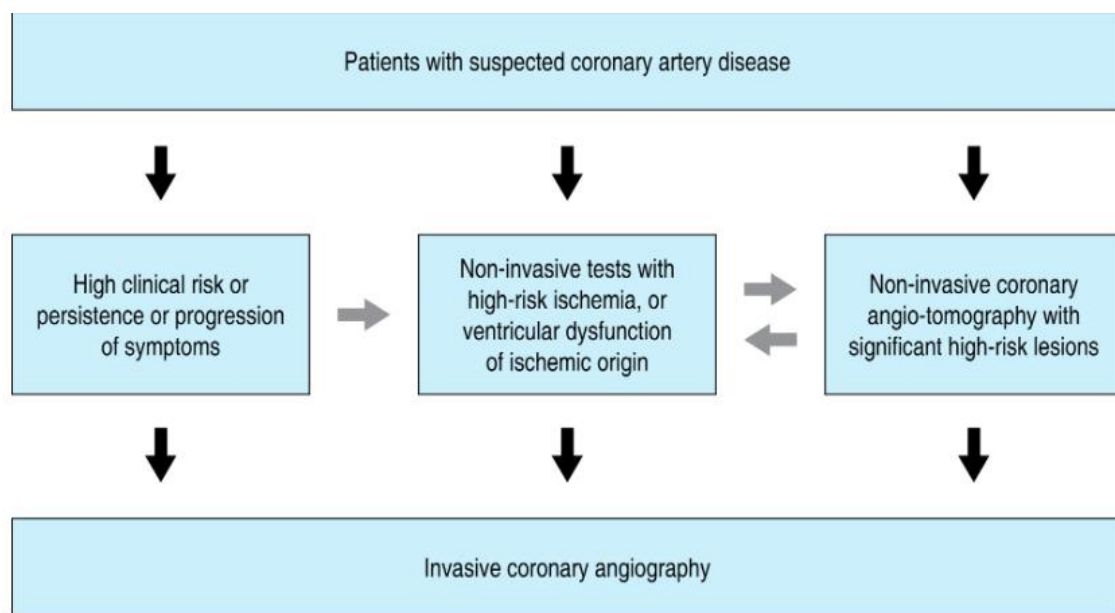 Patients with suspected coronary artery disease
High clinical risk or
persistence or progression
of symptoms
Non-invasive tests with
high-risk ischemia, or
ventricular dysfunction
of ischemic origin
Non-invasive coronary
angio-tomography with
significant high-risk lesions
Invasive coronary angiography